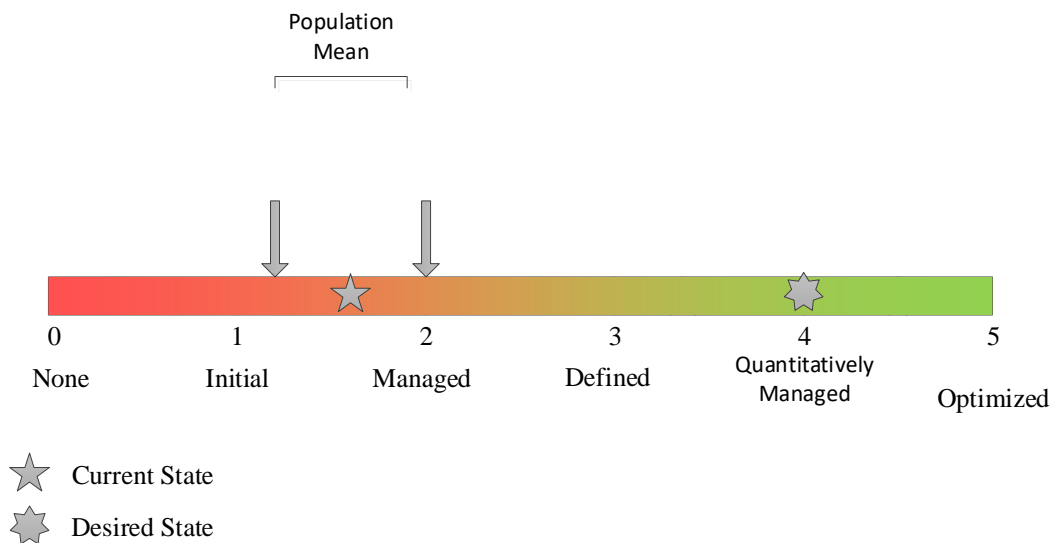 Population
Mean
0 1 2 3 4 5
None Initial Managed Defined Quantitatively
Managed
Optimized
Current State
Desired State